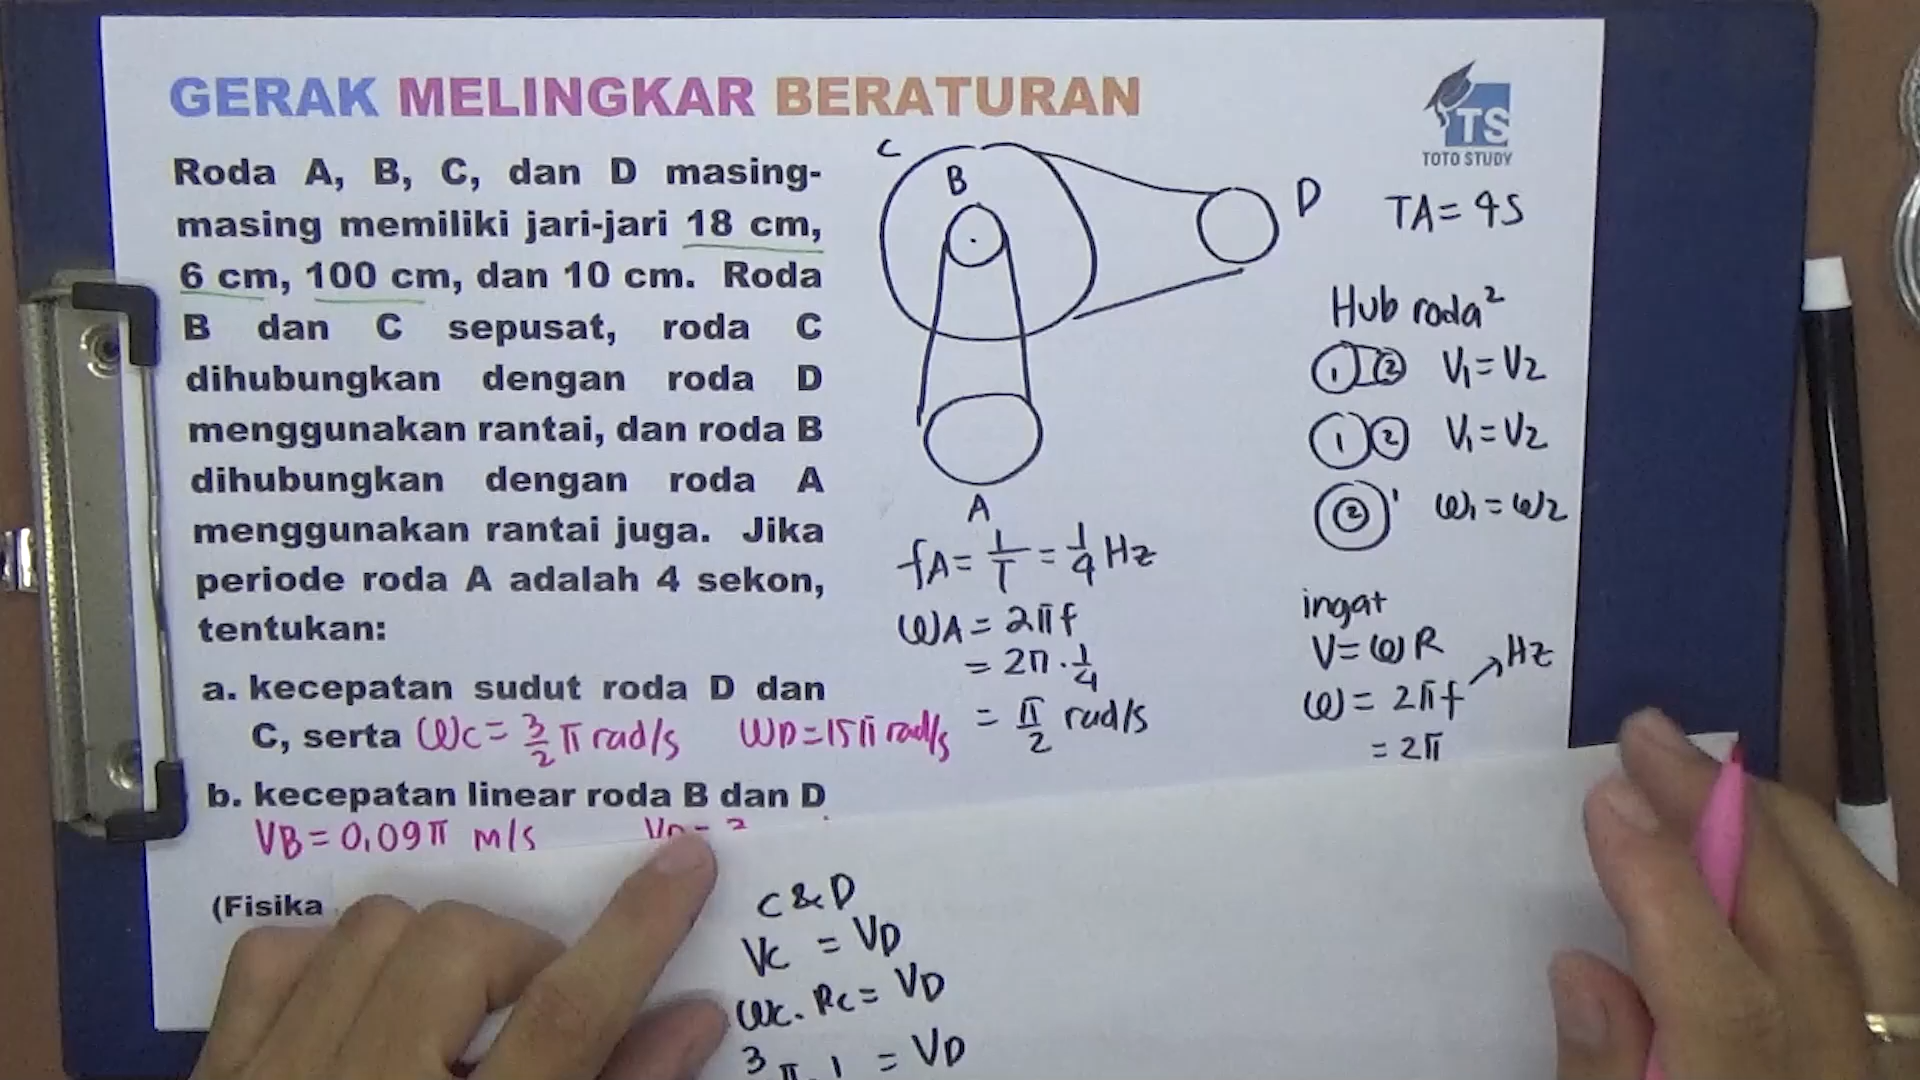 GERAK MELINGKAR BERATURAN
TS
TOTO STUDY
Roda A, B, C, dan D masing-
masing memiliki jari-jari 18 cm,
6 cm, 100 cm, dan 10 cm. Roda
B dan C sepusat, roda C
dihubungkan dengan roda D
menggunakan rantai, dan roda B
dihubungkan dengan roda A
menggunakan rantai juga. Jika
periode roda A adalah 4 sekon,
tentukan:
a. kecepatan sudut roda D dan
C, serta ωC = 3/2 π rad/s ωD = 15π rad/s
b. kecepatan linear roda B dan D
VB = 0,09π m/s
(Fisika
C
B
D
A
TA = 4S
fA = 1/T = 1/4 Hz
ωA = 2πf
= 2π · 1/4
= π/2 rad/s
Hub roda²
1 2 V1 = V2
1 2 V1 = V2
2 1 ω1 = ω2
ingat
V = ωR
ω = 2πf → Hz
= 2π
C & D
VC = VD
ωC . RC = VD
3 π . 1 = VD